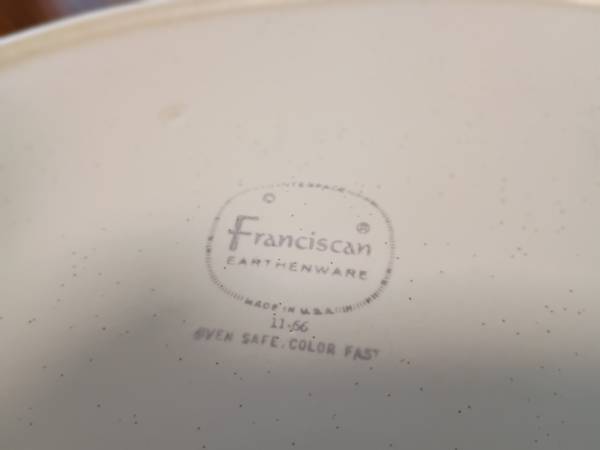 INTERPACE
©
Franciscan ®
EARTHENWARE
MADE IN U.S.A.
11-66
OVEN SAFE. COLOR FAST